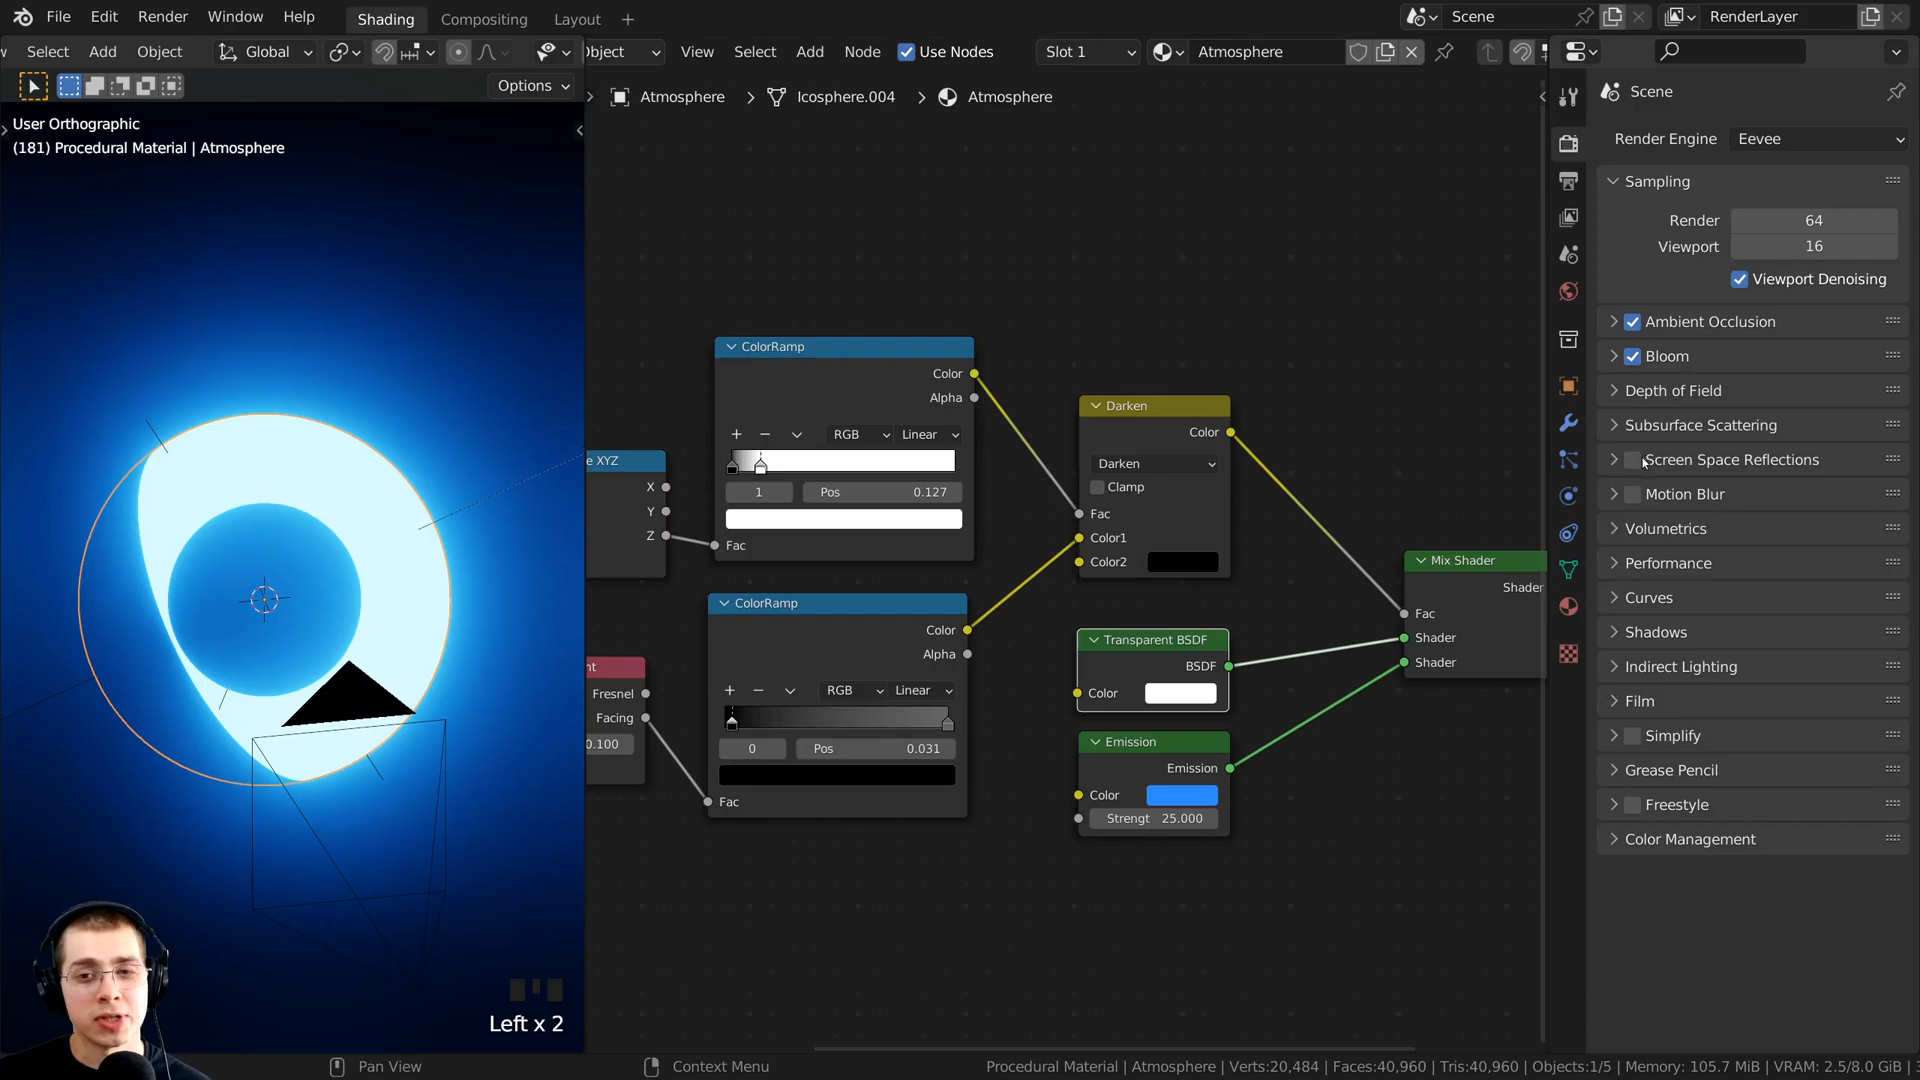 File Edit Render Window Help Shading Compositing Layout + Scene RenderLayer
Select Add Object Global Object View Select Add Node Use Nodes Slot 1 Atmosphere
Options
User Orthographic
(181) Procedural Material | Atmosphere
Atmosphere > Icosphere.004 > Atmosphere
Scene
Render Engine Eevee
Sampling
Render 64
Viewport 16
Viewport Denoising
Ambient Occlusion
Bloom
Depth of Field
Subsurface Scattering
Screen Space Reflections
Motion Blur
Volumetrics
Performance
Curves
Shadows
Indirect Lighting
Film
Simplify
Grease Pencil
Freestyle
Color Management
e XYZ
X
Y
Z
nt
Fresnel
Facing
0.100
ColorRamp
Color
Alpha
+ − RGB Linear
1 Pos 0.127
Fac
ColorRamp
Color
Alpha
+ − RGB Linear
0 Pos 0.031
Fac
Darken
Color
Darken
Clamp
Fac
Color1
Color2
Transparent BSDF
BSDF
Color
Emission
Emission
Color
Strengt 25.000
Mix Shader
Shader
Fac
Shader
Shader
Left x 2
Pan View Context Menu Procedural Material | Atmosphere | Verts:20,484 | Faces:40,960 | Tris:40,960 | Objects:1/5 | Memory: 105.7 MiB | VRAM: 2.5/8.0 GiB |